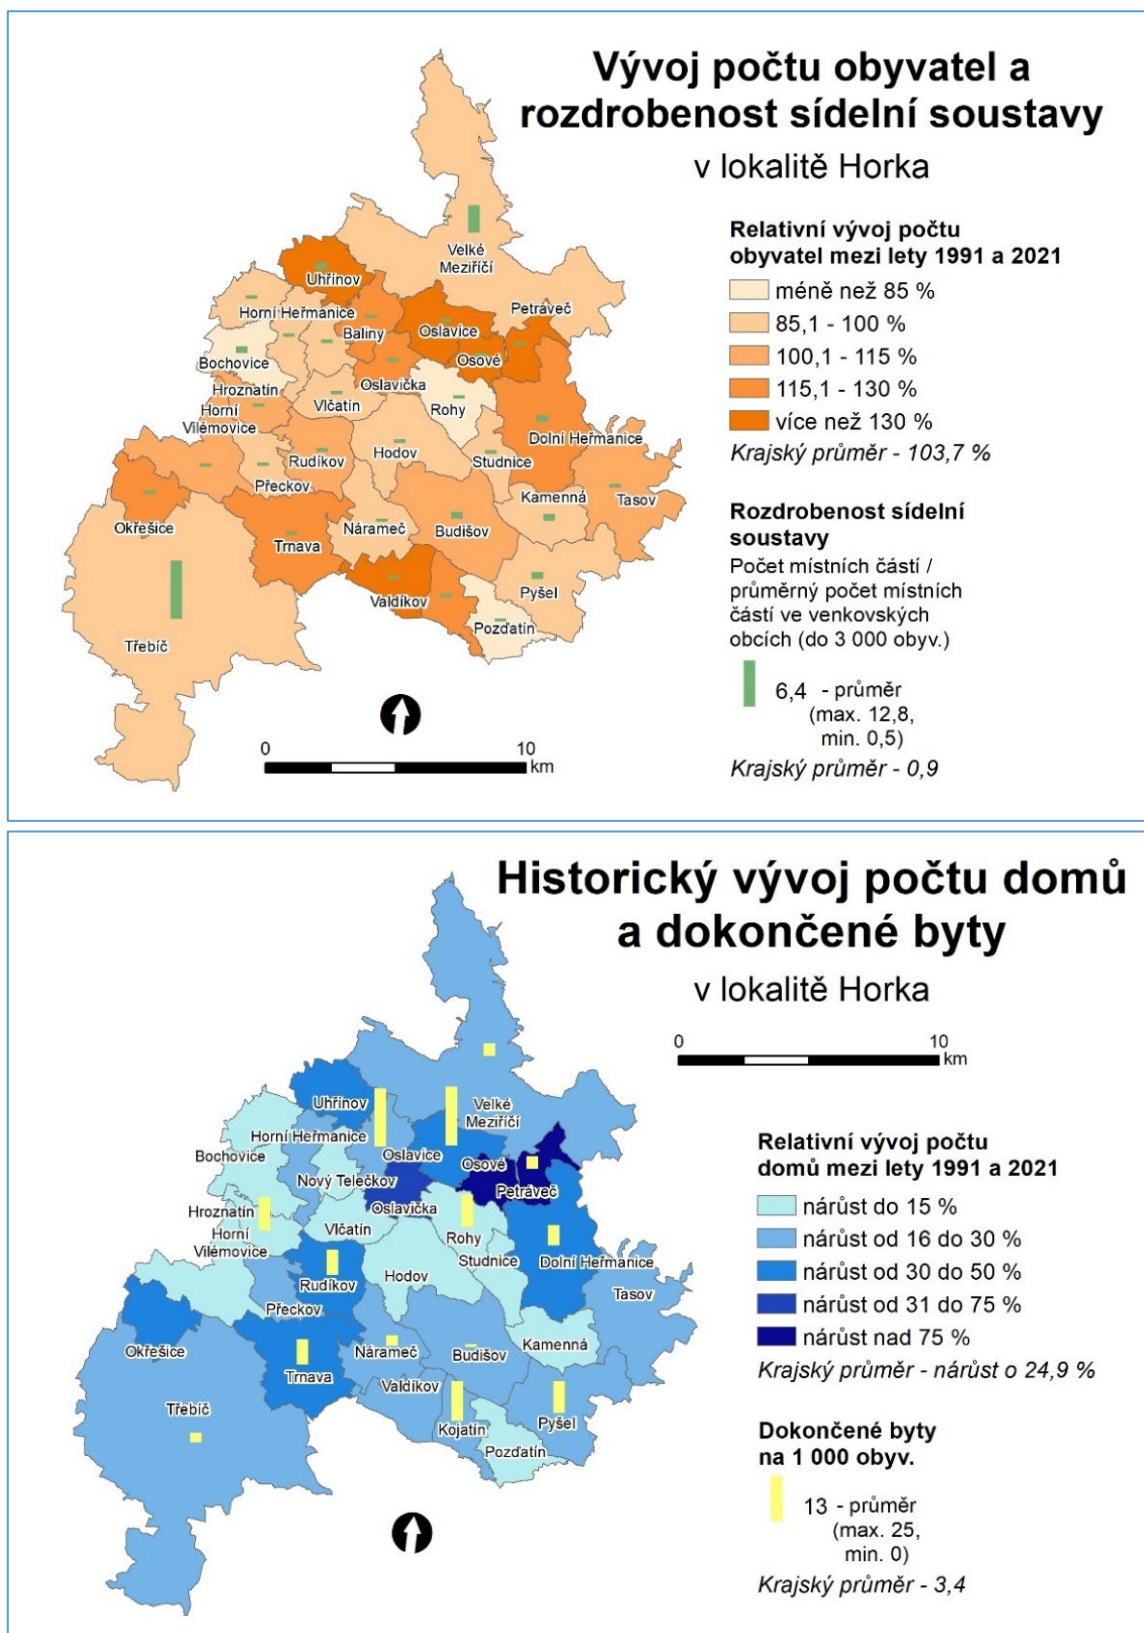 Vývoj počtu obyvatel a
rozdrobenost sídelní soustavy
v lokalitě Horka
Relativní vývoj počtu
obyvatel mezi lety 1991 a 2021
méně než 85 %
85,1 - 100 %
100,1 - 115 %
115,1 - 130 %
více než 130 %
Krajský průměr - 103,7 %
Rozdrobenost sídelní
soustavy
Počet místních částí /
průměrný počet místních
částí ve venkovských
obcích (do 3 000 obyv.)
6,4 - průměr
(max. 12,8,
min. 0,5)
Krajský průměr - 0,9
Velké
Meziříčí
Uhřínov
Horní Heřmanice
Petráveč
Baliny
Oslavice
Bochovice
Osové
Hroznatín
Oslavička
Vlčatín
Rohy
Horní
Vilémovice
Dolní Heřmanice
Hodov
Rudíkov
Studnice
Přeckov
Kamenná
Tasov
Okřešice
Nárameč
Budišov
Trnava
Pyšel
Valdíkov
Pozďatín
Třebíč
0
10
km
Historický vývoj počtu domů
a dokončené byty
v lokalitě Horka
0
10
km
Relativní vývoj počtu
domů mezi lety 1991 a 2021
nárůst do 15 %
nárůst od 16 do 30 %
nárůst od 30 do 50 %
nárůst od 31 do 75 %
nárůst nad 75 %
Krajský průměr - nárůst o 24,9 %
Dokončené byty
na 1 000 obyv.
13 - průměr
(max. 25,
min. 0)
Krajský průměr - 3,4
Uhřínov
Velké
Meziříčí
Horní Heřmanice
Bochovice
Oslavice
Osové
Nový Telečkov
Petráveč
Hroznatín
Oslavička
Vlčatín
Rohy
Horní
Vilémovice
Studnice
Dolní Heřmanice
Hodov
Rudíkov
Tasov
Přeckov
Kamenná
Okřešice
Nárameč
Budišov
Trnava
Valdíkov
Třebíč
Kojatín
Pyšel
Pozďatín